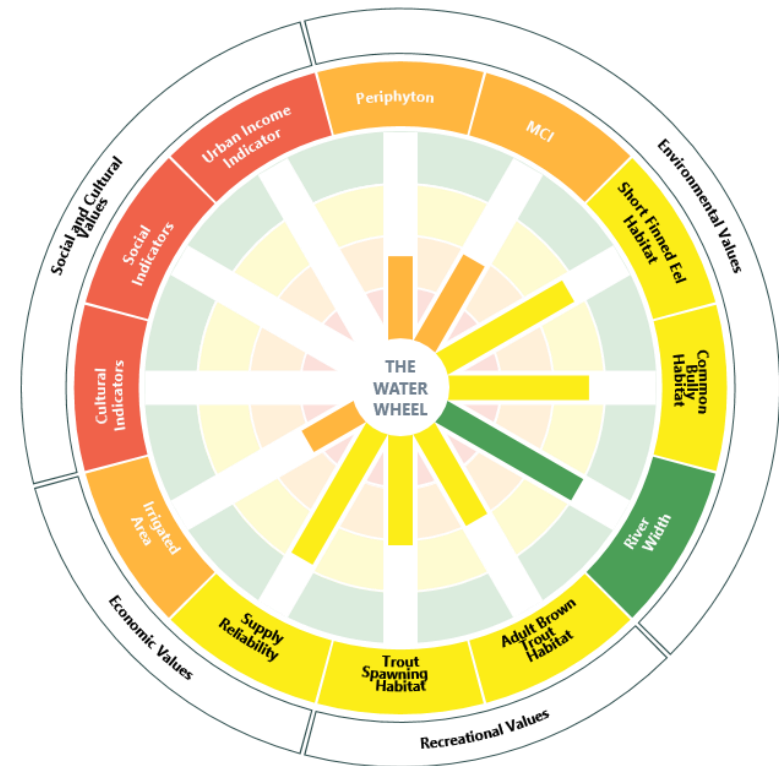 Periphyton
MCI
Short Finned Eel
Habitat
Common
Bully
Habitat
River
Width
Adult Brown
Trout
Habitat
Trout
Spawning
Habitat
Supply
Reliability
Irrigated
Area
Cultural
Indicators
Social
Indicators
Urban Income
Indicator
Environmental Values
Recreational Values
Economic Values
Social and Cultural
Values
THE
WATER
WHEEL